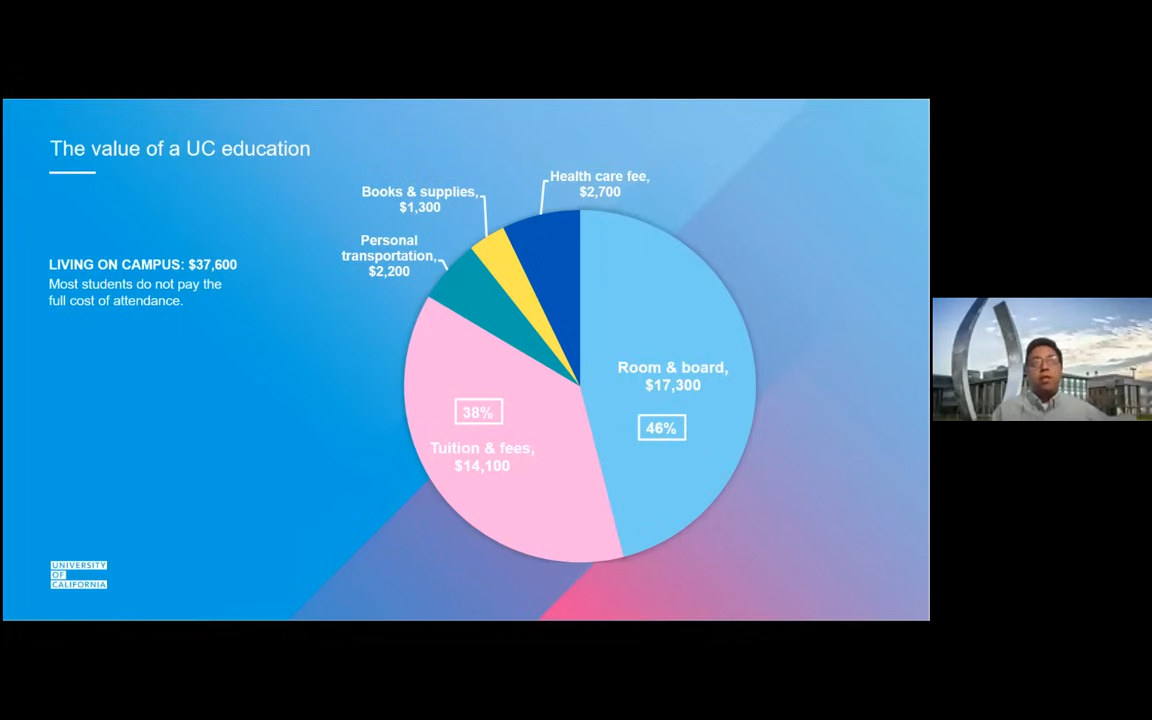 The value of a UC education
Health care fee,
$2,700
Books & supplies,
$1,300
Personal
transportation,
$2,200
LIVING ON CAMPUS: $37,600
Most students do not pay the
full cost of attendance.
Room & board,
$17,300
46%
38%
Tuition & fees,
$14,100
UNIVERSITY
OF
CALIFORNIA